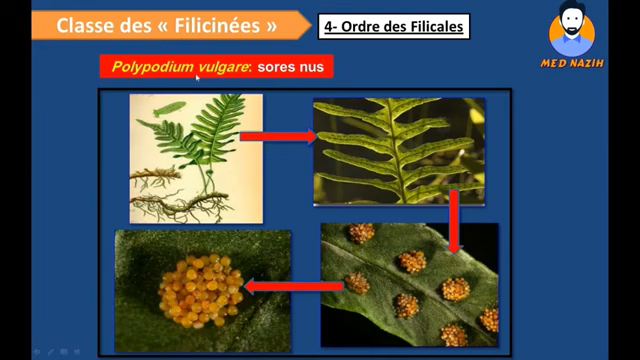 Classe des « Filicinées »
4- Ordre des Filicales
MED NAZIH
Polypodium vulgare: sores nus